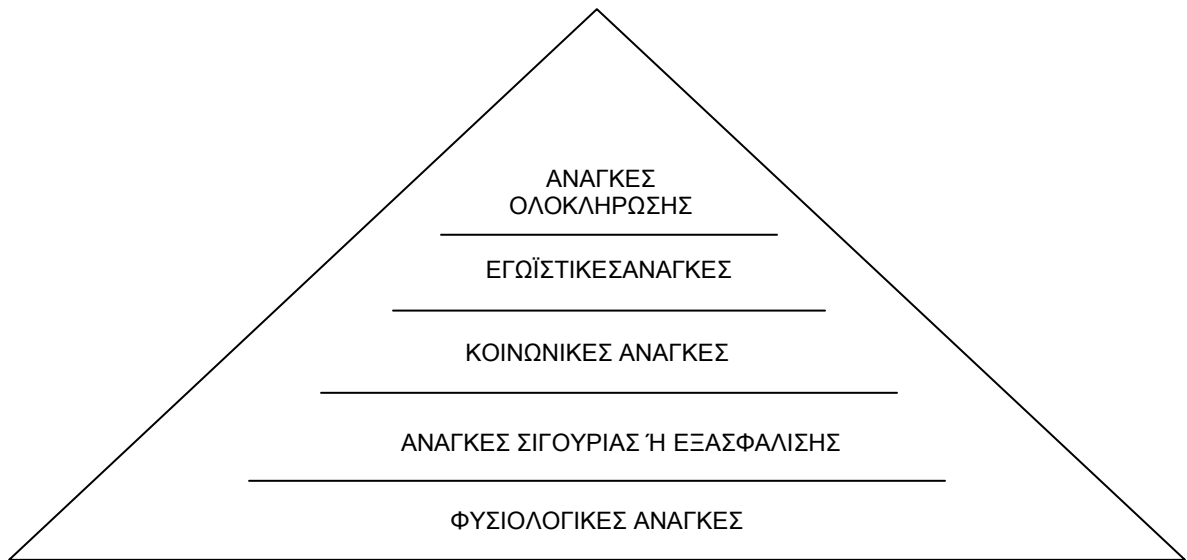 ΑΝΑΓΚΕΣ
ΟΛΟΚΛΗΡΩΣΗΣ
ΕΓΩΪΣΤΙΚΕΣΑΝΑΓΚΕΣ
ΚΟΙΝΩΝΙΚΕΣ ΑΝΑΓΚΕΣ
ΑΝΑΓΚΕΣ ΣΙΓΟΥΡΙΑΣ Ή ΕΞΑΣΦΑΛΙΣΗΣ
ΦΥΣΙΟΛΟΓΙΚΕΣ ΑΝΑΓΚΕΣ